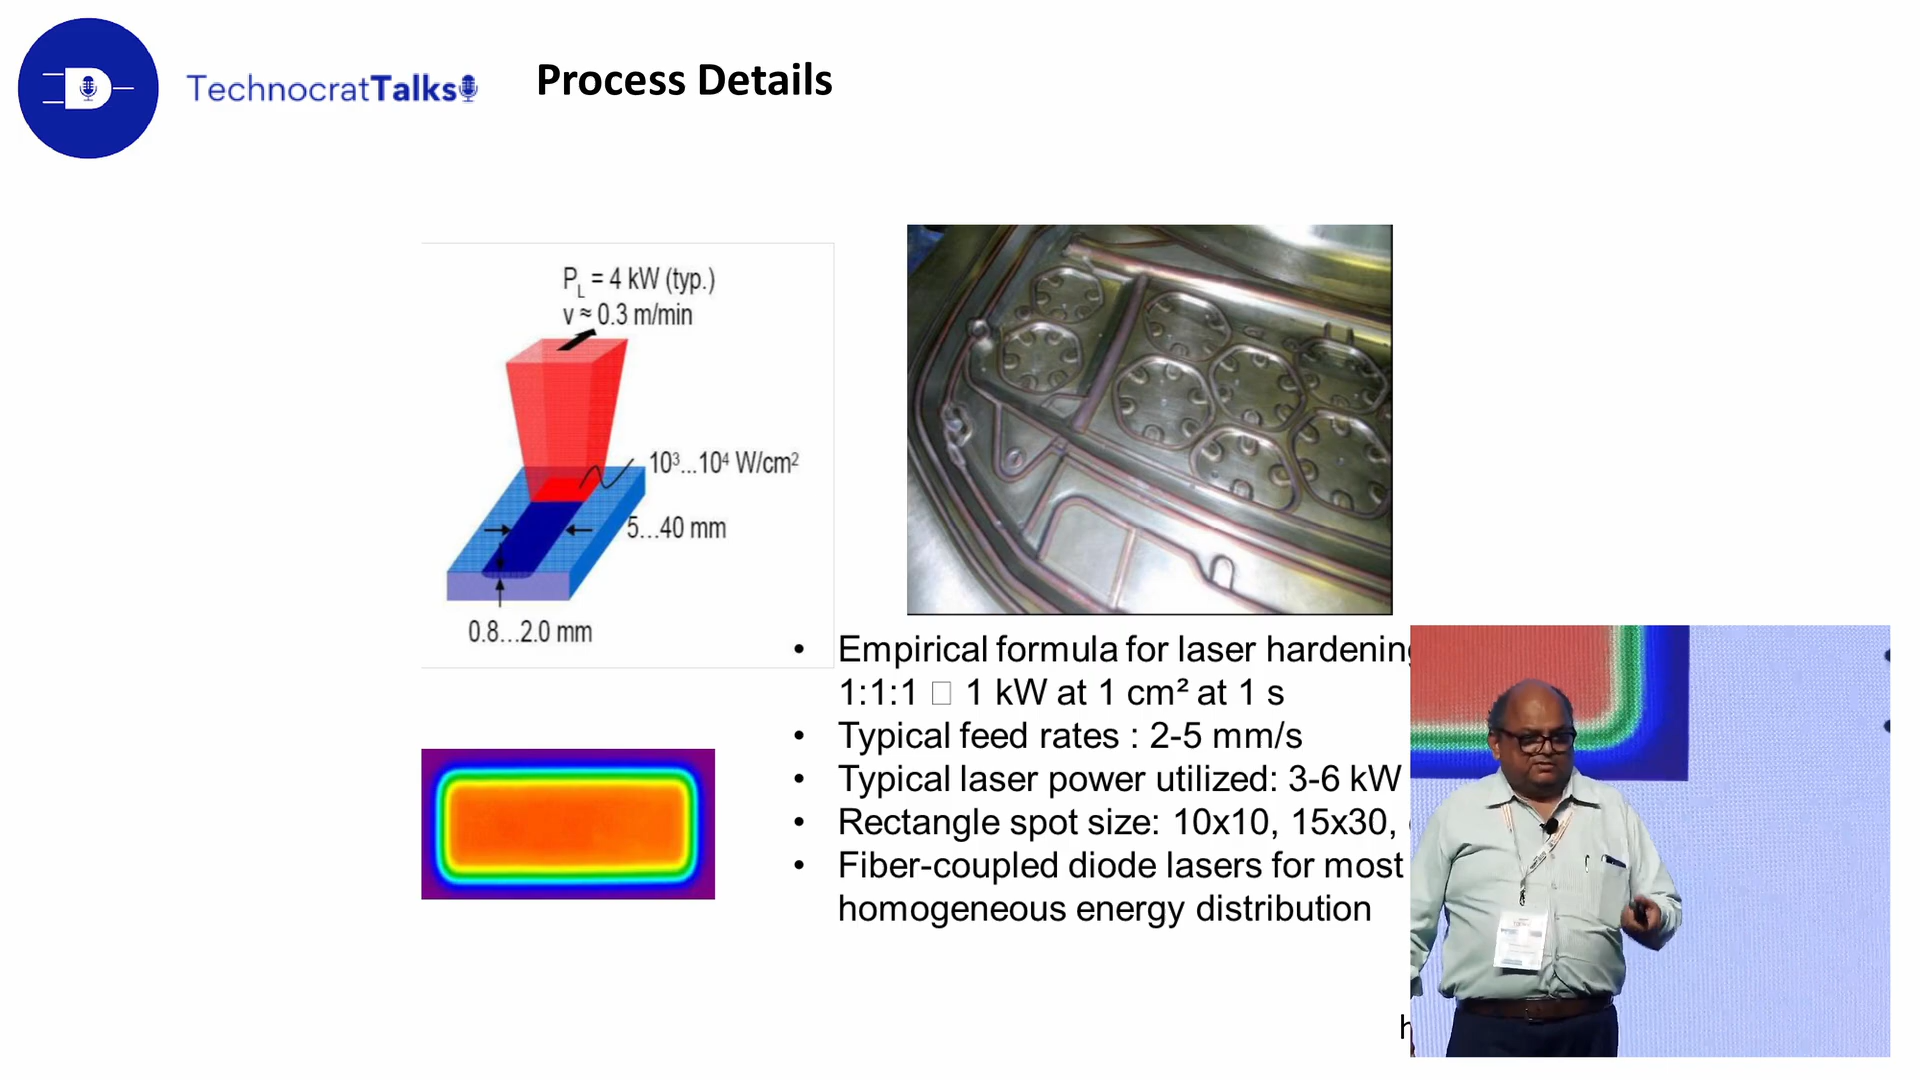 TechnocratTalks
Process Details
P_L = 4 kW (typ.)
v ≈ 0.3 m/min
10³...10⁴ W/cm²
5...40 mm
0.8...2.0 mm
• Empirical formula for laser hardening
1:1:1 □ 1 kW at 1 cm² at 1 s
• Typical feed rates : 2-5 mm/s
• Typical laser power utilized: 3-6 kW
• Rectangle spot size: 10x10, 15x30,
• Fiber-coupled diode lasers for most
homogeneous energy distribution